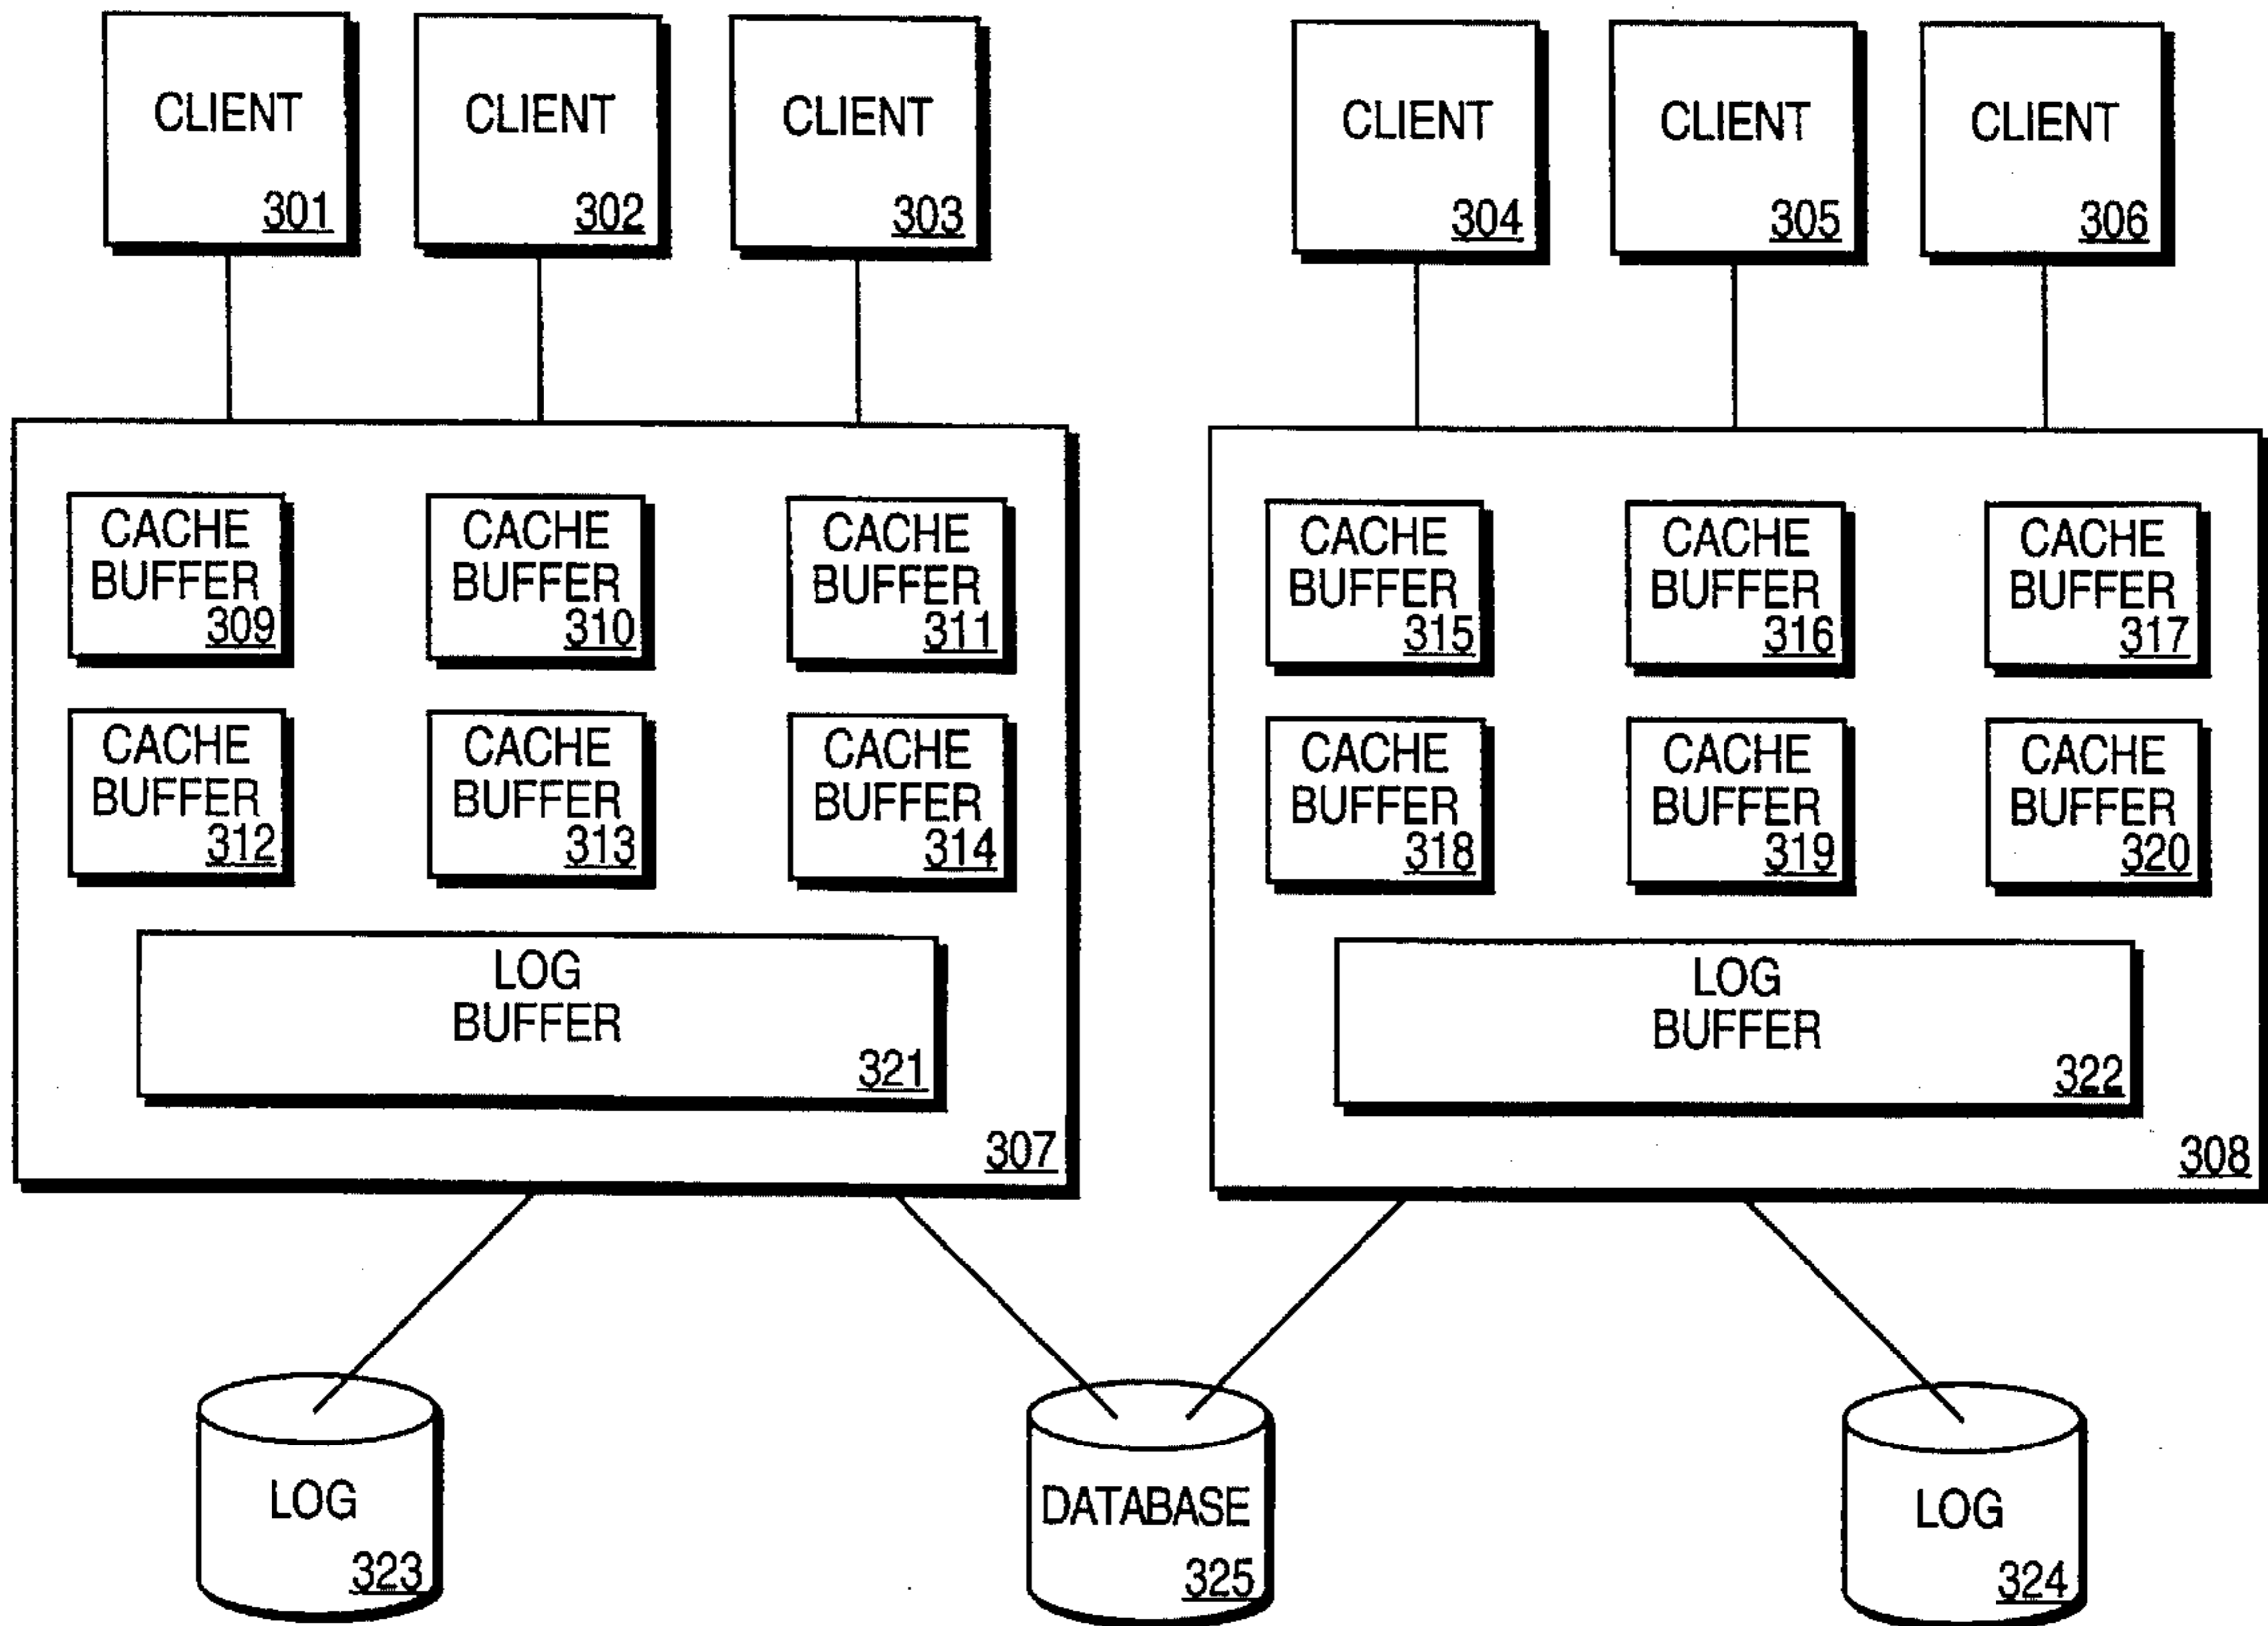 CLIENT
301
CLIENT
302
CLIENT
303
CLIENT
304
CLIENT
305
CLIENT
306
CACHE
BUFFER
309
CACHE
BUFFER
310
CACHE
BUFFER
311
CACHE
BUFFER
312
CACHE
BUFFER
313
CACHE
BUFFER
314
LOG
BUFFER
321
307
CACHE
BUFFER
315
CACHE
BUFFER
316
CACHE
BUFFER
317
CACHE
BUFFER
318
CACHE
BUFFER
319
CACHE
BUFFER
320
LOG
BUFFER
322
308
LOG
323
DATABASE
325
LOG
324